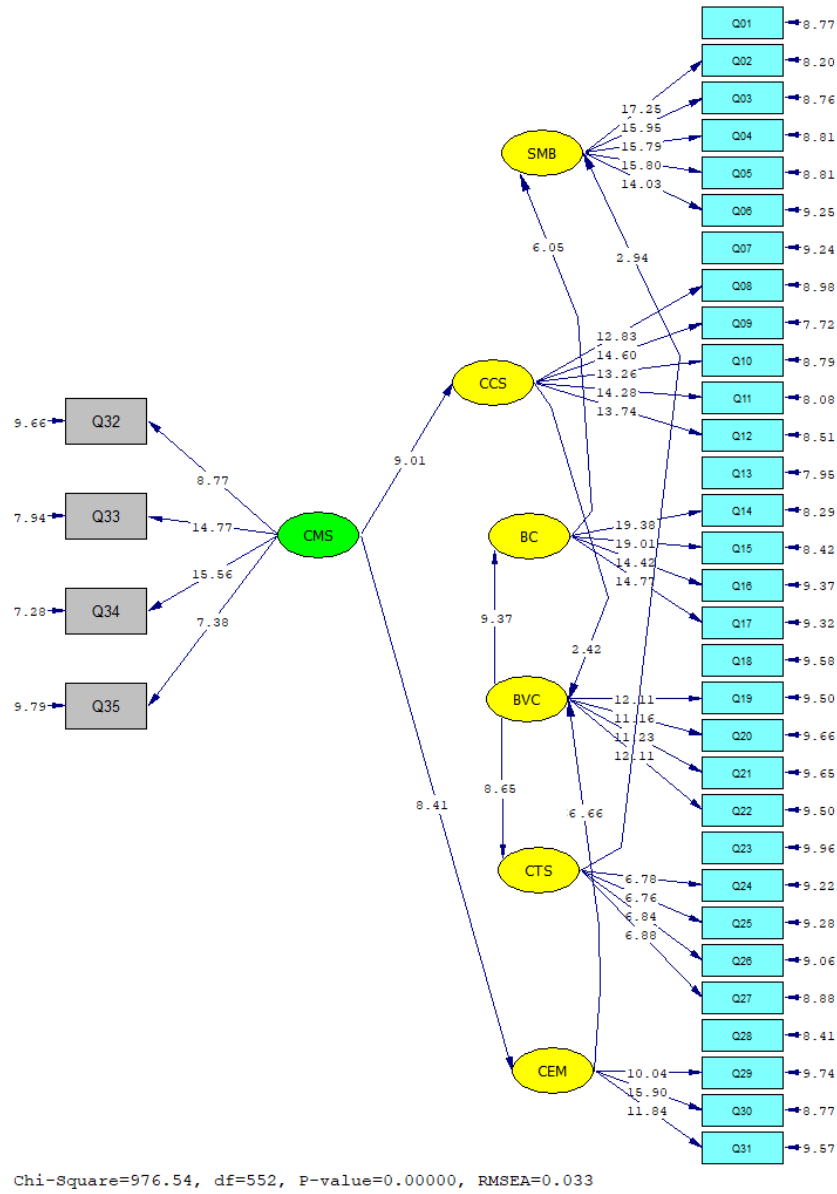 Q01 8.77
Q02 8.20
17.25
Q03 8.76
15.95
Q04 8.81
SMB 15.79
15.80
Q05 8.81
14.03
Q06 9.25
6.05 Q07 9.24
2.94
Q08 8.98
Q09 7.72
12.83
14.60
Q10 8.79
13.26
CCS 14.28
Q11 8.08
13.74
9.66 Q32
Q12 8.51
9.01
Q13 7.95
8.77
Q14 8.29
7.94 Q33 14.77 19.38
CMS BC 19.01
Q15 8.42
14.42
15.56 14.77
Q16 9.37
7.28 Q34
9.37 Q17 9.32
7.38
2.42 Q18 9.58
Q35 BVC 12.11 Q19 9.50
9.79
11.16
Q20 9.66
11.23
12.11
Q21 9.65
8.65
8.41 6.66 Q22 9.50
Q23 9.96
CTS 6.78 Q24 9.22
6.76
Q25 9.28
6.84
6.88
Q26 9.06
Q27 8.88
Q28 8.41
CEM 10.04 Q29 9.74
15.90
11.84
Q30 8.77
Q31 9.57
Chi-Square=976.54, df=552, P-value=0.00000, RMSEA=0.033